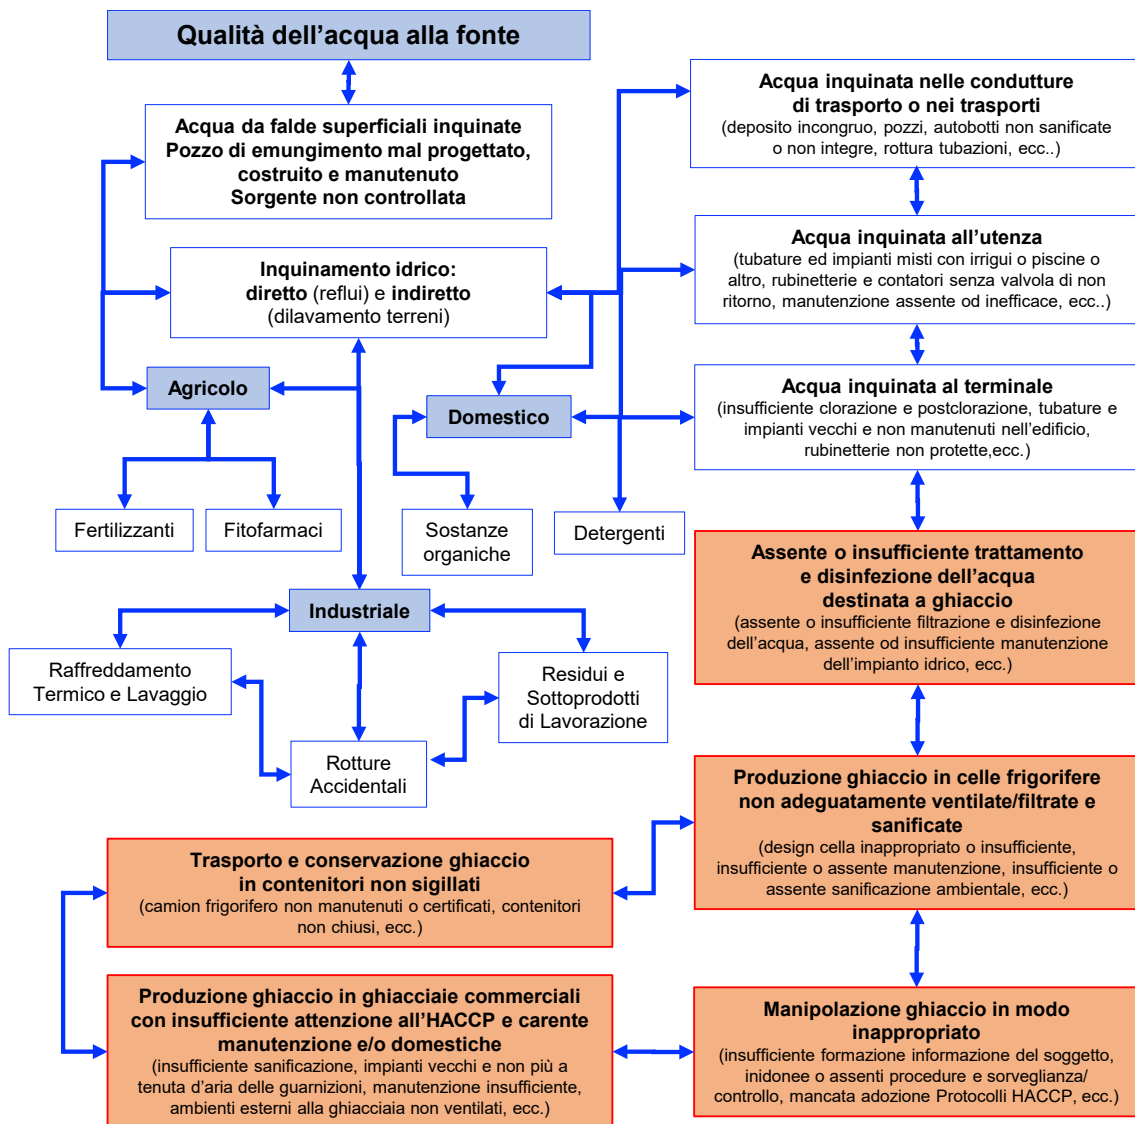 Qualità dell'acqua alla fonte
Acqua da falde superficiali inquinate
Pozzo di emungimento mal progettato,
costruito e manutenuto
Sorgente non controllata
Inquinamento idrico:
diretto (reflui) e indiretto
(dilavamento terreni)
Agricolo
Domestico
Fertilizzanti
Fitofarmaci
Sostanze
organiche
Detergenti
Industriale
Raffreddamento
Termico e Lavaggio
Residui e
Sottoprodotti
di Lavorazione
Rotture
Accidentali
Acqua inquinata nelle condutture
di trasporto o nei trasporti
(deposito incongruo, pozzi, autobotti non sanificate
o non integre, rottura tubazioni, ecc..)
Acqua inquinata all'utenza
(tubature ed impianti misti con irrigui o piscine o
altro, rubinetterie e contatori senza valvola di non
ritorno, manutenzione assente od inefficace, ecc..)
Acqua inquinata al terminale
(insufficiente clorazione e postclorazione, tubature e
impianti vecchi e non manutenuti nell'edificio,
rubinetterie non protette,ecc.)
Assente o insufficiente trattamento
e disinfezione dell'acqua
destinata a ghiaccio
(assente o insufficiente filtrazione e disinfezione
dell'acqua, assente od insufficiente manutenzione
dell'impianto idrico, ecc.)
Produzione ghiaccio in celle frigorifere
non adeguatamente ventilate/filtrate e
sanificate
(design cella inappropriato o insufficiente,
insufficiente o assente manutenzione, insufficiente o
assente sanificazione ambientale, ecc.)
Trasporto e conservazione ghiaccio
in contenitori non sigillati
(camion frigorifero non manutenuti o certificati, contenitori
non chiusi, ecc.)
Produzione ghiaccio in ghiacciaie commerciali
con insufficiente attenzione all'HACCP e carente
manutenzione e/o domestiche
(insufficiente sanificazione, impianti vecchi e non più a
tenuta d'aria delle guarnizioni, manutenzione insufficiente,
ambienti esterni alla ghiacciaia non ventilati, ecc.)
Manipolazione ghiaccio in modo
inappropriato
(insufficiente formazione informazione del soggetto,
inidonee o assenti procedure e sorveglianza/
controllo, mancata adozione Protocolli HACCP, ecc.)